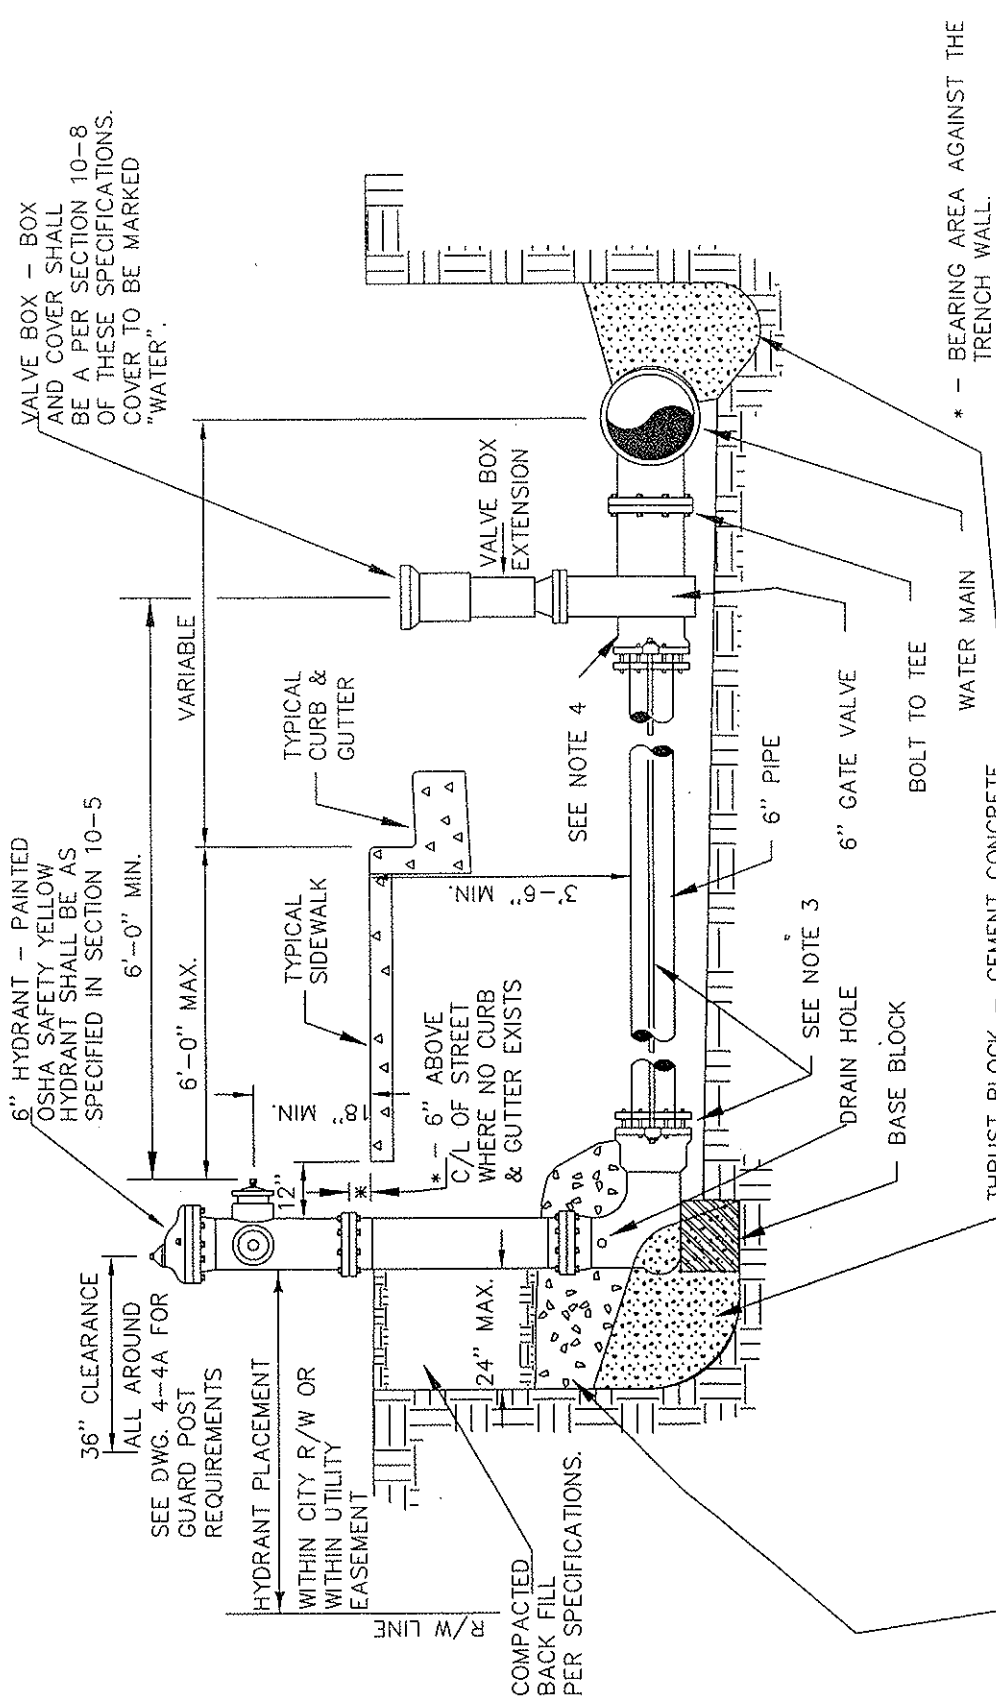 6" HYDRANT - PAINTED
OSHA SAFETY YELLOW
HYDRANT SHALL BE AS
SPECIFIED IN SECTION 10-5
VALVE BOX - BOX
AND COVER SHALL
BE A PER SECTION 10-8
OF THESE SPECIFICATIONS.
COVER TO BE MARKED
"WATER".
36" CLEARANCE
ALL AROUND
SEE DWG. 4-4A FOR
GUARD POST
REQUIREMENTS
6'-0" MIN.
6'-0" MAX.
VARIABLE
HYDRANT PLACEMENT
WITHIN CITY R/W OR
WITHIN UTILITY
EASEMENT
R/W LINE
12"
18"
MIN.
*
TYPICAL
SIDEWALK
TYPICAL
CURB &
GUTTER
VALVE BOX
EXTENSION
* - 6" ABOVE
C/L OF STREET
WHERE NO CURB
& GUTTER EXISTS
3'-6" MIN.
SEE NOTE 4
COMPACTED
BACK FILL
PER SPECIFICATIONS.
24" MAX.
6" PIPE
6" GATE VALVE
BOLT TO TEE
WATER MAIN
SEE NOTE 3
DRAIN HOLE
BASE BLOCK
* - BEARING AREA AGAINST THE
TRENCH WALL.
THRUST BLOCK - CEMENT CONCRETE